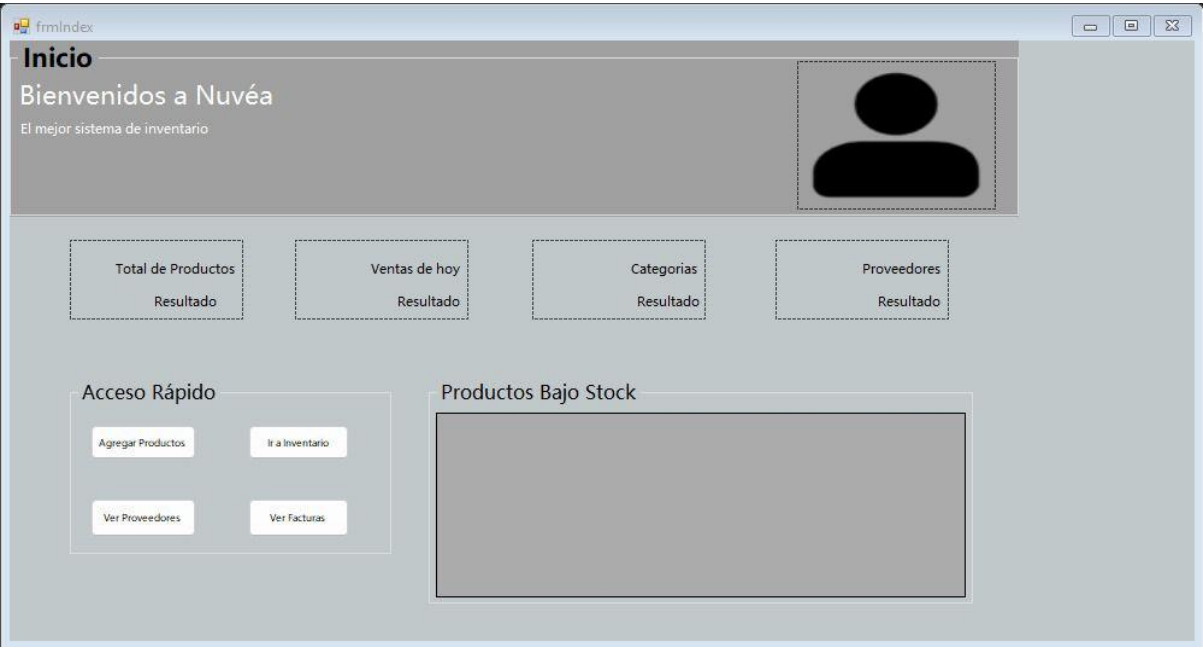 frmIndex
Inicio
Bienvenidos a Nuvéa
El mejor sistema de inventario
Total de Productos
Resultado
Ventas de hoy
Resultado
Categorias
Resultado
Proveedores
Resultado
Acceso Rápido
Agregar Productos
Ir a Inventario
Ver Proveedores
Ver Facturas
Productos Bajo Stock